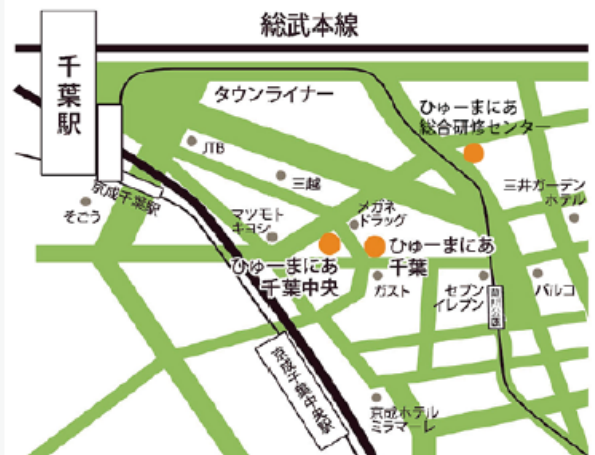 総武本線
千葉駅
タウンライナー
ひゅーまにあ
総合研修センター
JTB
三越
三井ガーデン
ホテル
京成千葉駅
そごう
マツモト
キヨシ
メガネ
ドラッグ
ひゅーまにあ
千葉
ひゅーまにあ
千葉中央
ガスト
セブン
イレブン
パルコ
京成千葉中央駅
京成ホテル
ミラマーレ